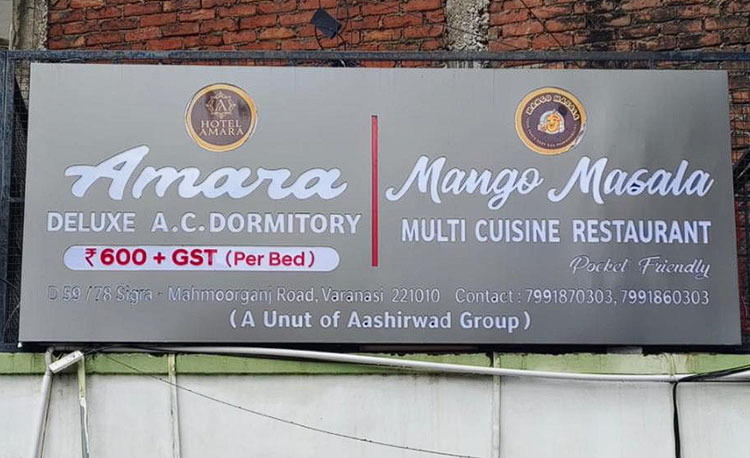 A
HOTEL
AMARA
Amara
DELUXE A.C. DORMITORY
₹600 + GST (Per Bed)
MANGO MASALA
Mango Masala
MULTI CUISINE RESTAURANT
Pocket Friendly
D 59 / 78 Sigra - Mahmoorganj Road, Varanasi 221010 Contact : 7991870303, 7991860303
(A Unut of Aashirwad Group)